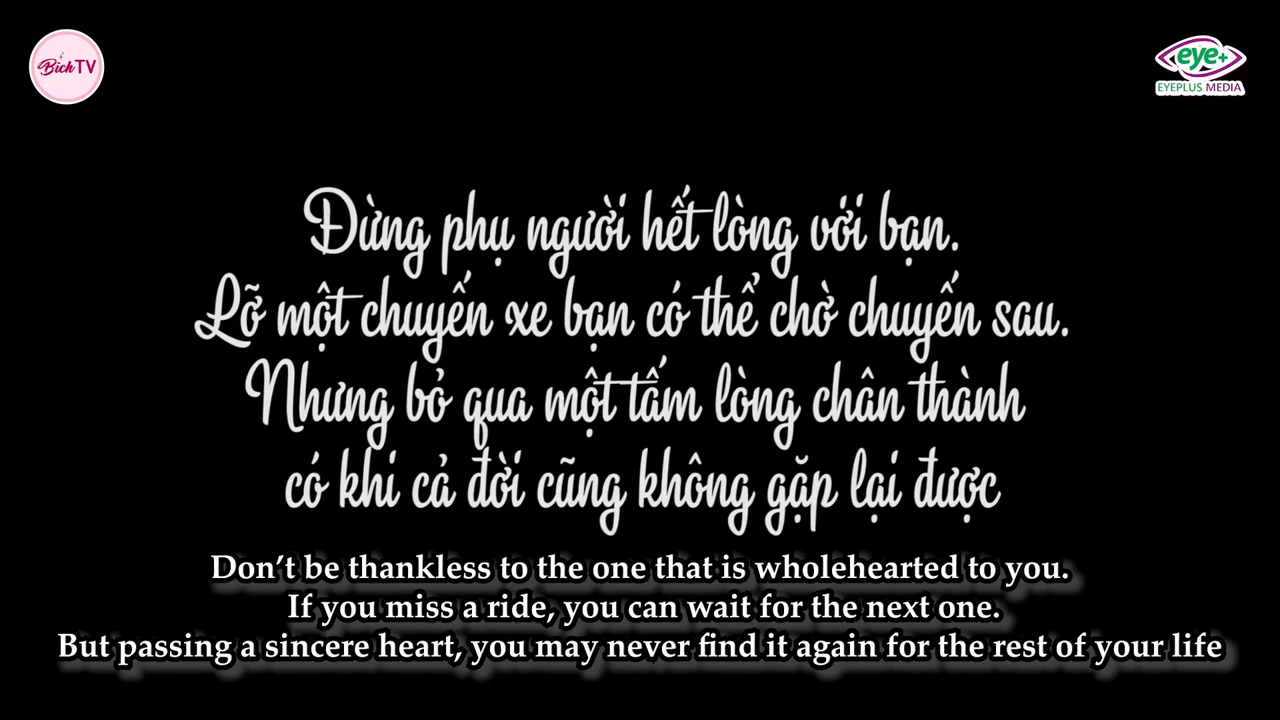 BíchTV
eye+
EYEPLUS MEDIA
Đừng phụ người hết lòng với bạn.
Lỡ một chuyến xe bạn có thể chờ chuyến sau.
Nhưng bỏ qua một tấm lòng chân thành
có khi cả đời cũng không gặp lại được
Don’t be thankless to the one that is wholehearted to you.
If you miss a ride, you can wait for the next one.
But passing a sincere heart, you may never find it again for the rest of your life